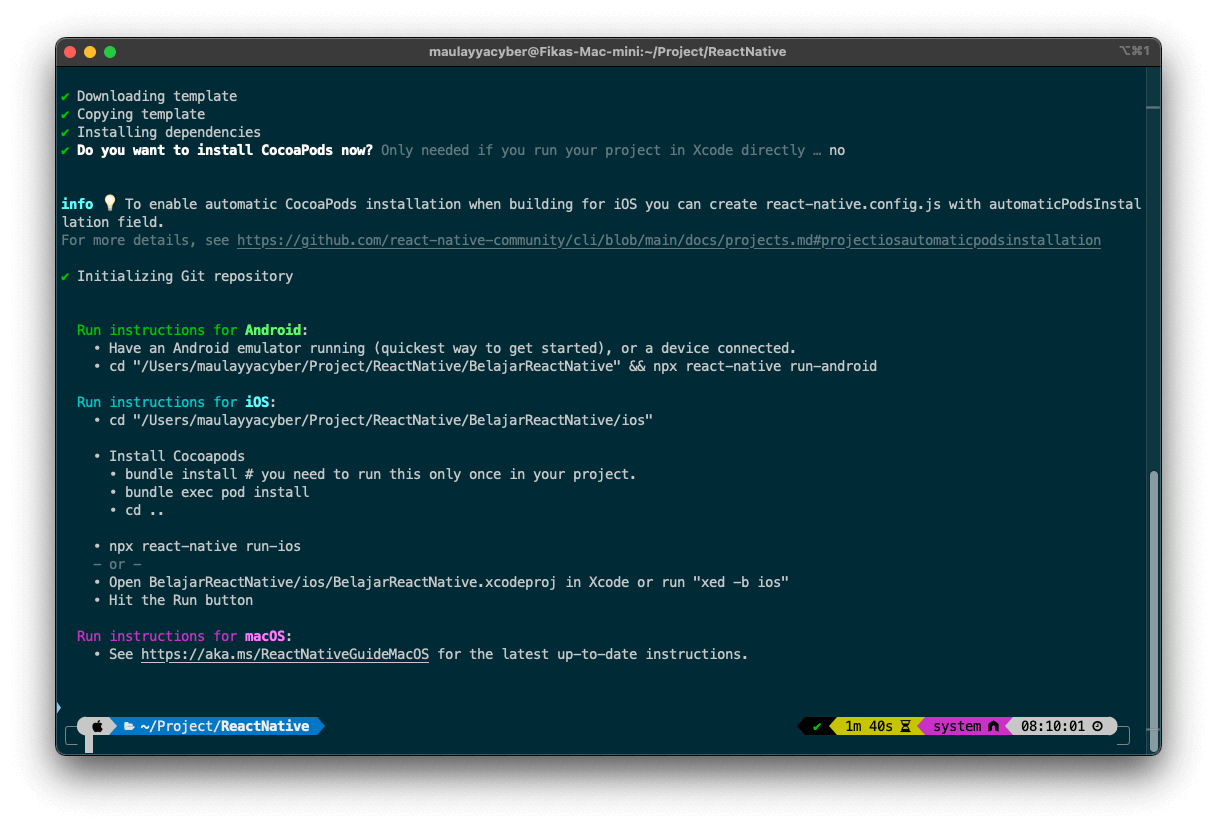 maulayyacyber@Fikas-Mac-mini:~/Project/ReactNative
⌥⌘1
✔ Downloading template
✔ Copying template
✔ Installing dependencies
✔ Do you want to install CocoaPods now? Only needed if you run your project in Xcode directly … no
info 💡 To enable automatic CocoaPods installation when building for iOS you can create react-native.config.js with automaticPodsInstal
lation field.
For more details, see https://github.com/react-native-community/cli/blob/main/docs/projects.md#projectiosautomaticpodsinstallation
✔ Initializing Git repository
Run instructions for Android:
• Have an Android emulator running (quickest way to get started), or a device connected.
• cd "/Users/maulayyacyber/Project/ReactNative/BelajarReactNative" && npx react-native run-android
Run instructions for iOS:
• cd "/Users/maulayyacyber/Project/ReactNative/BelajarReactNative/ios"
• Install Cocoapods
• bundle install # you need to run this only once in your project.
• bundle exec pod install
• cd ..
• npx react-native run-ios
- or -
• Open BelajarReactNative/ios/BelajarReactNative.xcodeproj in Xcode or run "xed -b ios"
• Hit the Run button
Run instructions for macOS:
• See https://aka.ms/ReactNativeGuideMacOS for the latest up-to-date instructions.
~/Project/ReactNative ✔ 1m 40s system 08:10:01